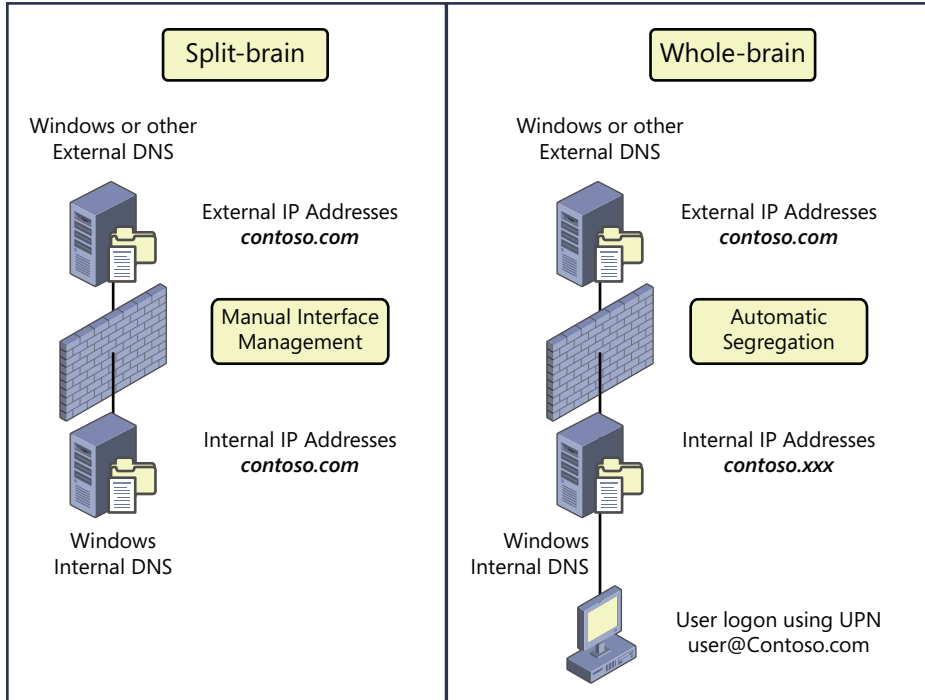 Split-brain
Windows or other
External DNS
External IP Addresses
contoso.com
Manual Interface
Management
Internal IP Addresses
contoso.com
Windows
Internal DNS
Whole-brain
Windows or other
External DNS
External IP Addresses
contoso.com
Automatic
Segregation
Internal IP Addresses
contoso.xxx
Windows
Internal DNS
User logon using UPN
user@Contoso.com